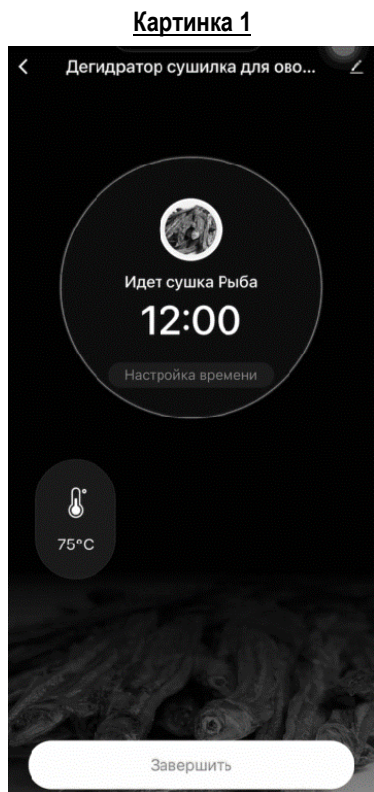 Картинка 1
Дегидратор сушилка для ово...
Идет сушка Рыба
12:00
Настройка времени
75°C
Завершить